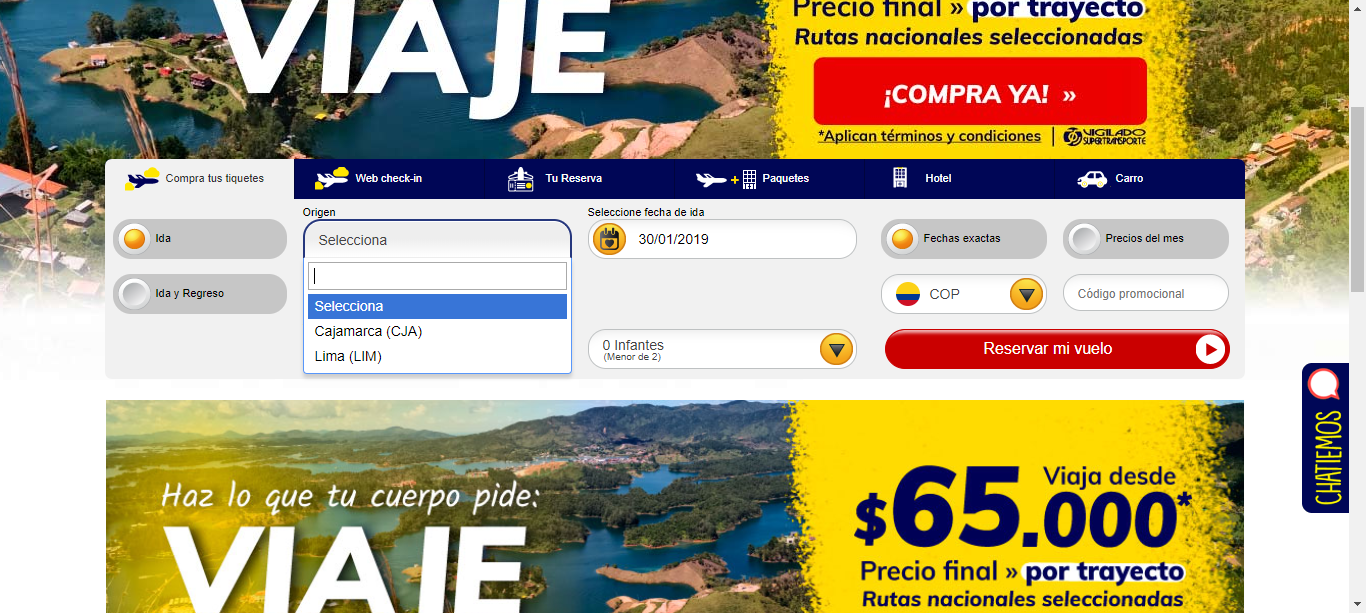 VIAJE
Precio final » por trayecto
Rutas nacionales seleccionadas
¡COMPRA YA! »
*Aplican términos y condiciones |
VIGILADO
SUPERTRANSPORTE
Compra tus tiquetes
Web check-in
Tu Reserva
Paquetes
Hotel
Carro
Ida
Ida y Regreso
Origen
Selecciona
Selecciona
Cajamarca (CJA)
Lima (LIM)
Seleccione fecha de ida
30/01/2019
0 Infantes
(Menor de 2)
Fechas exactas
Precios del mes
COP
Código promocional
Reservar mi vuelo
CHATIEMOS
Haz lo que tu cuerpo pide:
VIAJE
Viaja desde
$65.000*
Precio final » por trayecto
Rutas nacionales seleccionadas